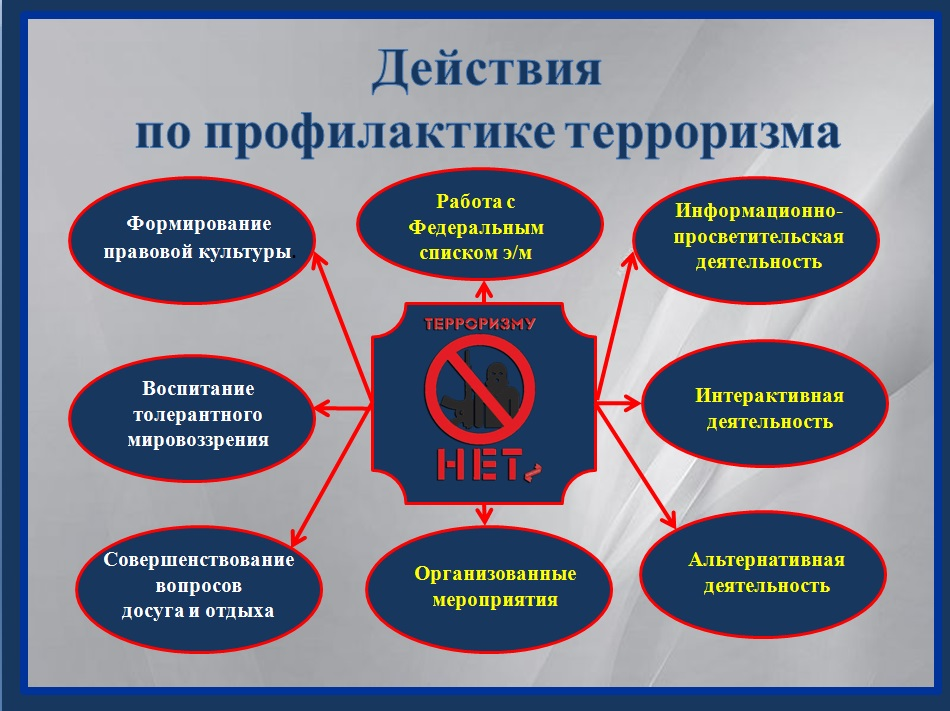 Действия
по профилактике терроризма
Формирование
правовой культуры.
Работа с
Федеральным
списком э/м
Информационно-
просветительская
деятельность
ТЕРРОРИЗМУ
НЕТ
Воспитание
толерантного
мировоззрения
Интерактивная
деятельность
Совершенствование
вопросов
досуга и отдыха
Организованные
мероприятия
Альтернативная
деятельность